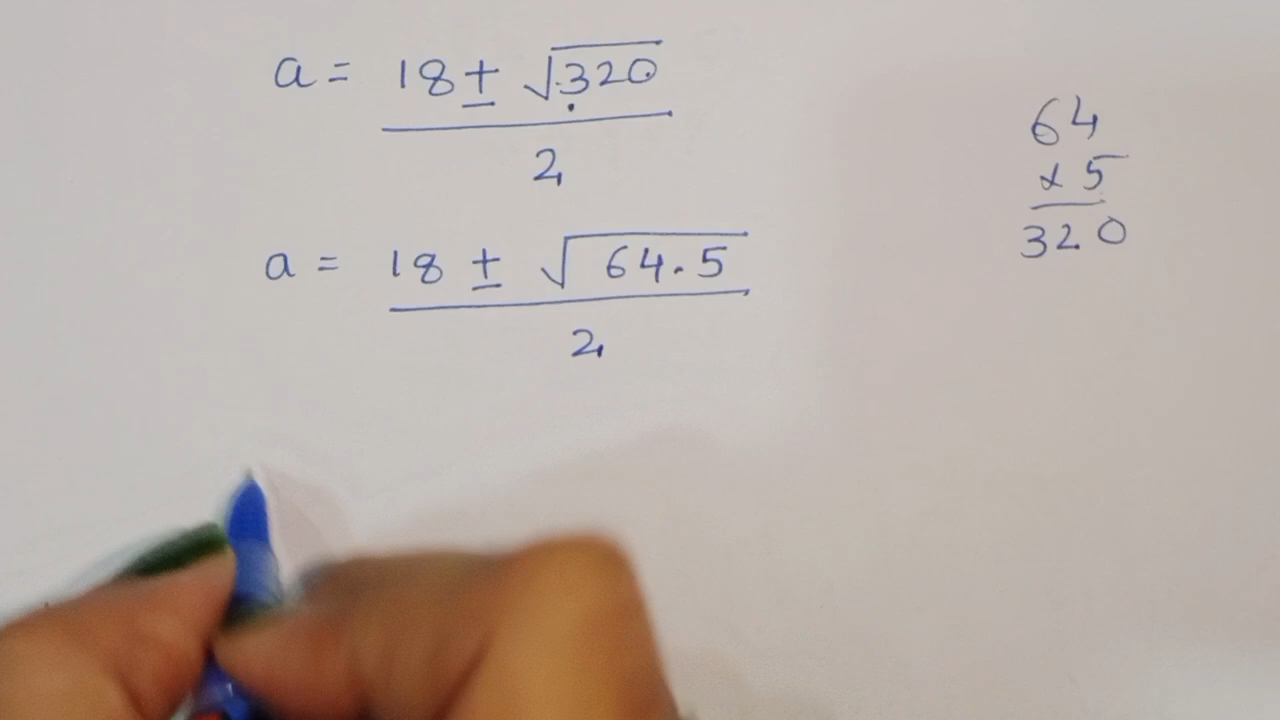 a = 18 ± √320
2
a = 18 ± √64.5
2
64
× 5
320